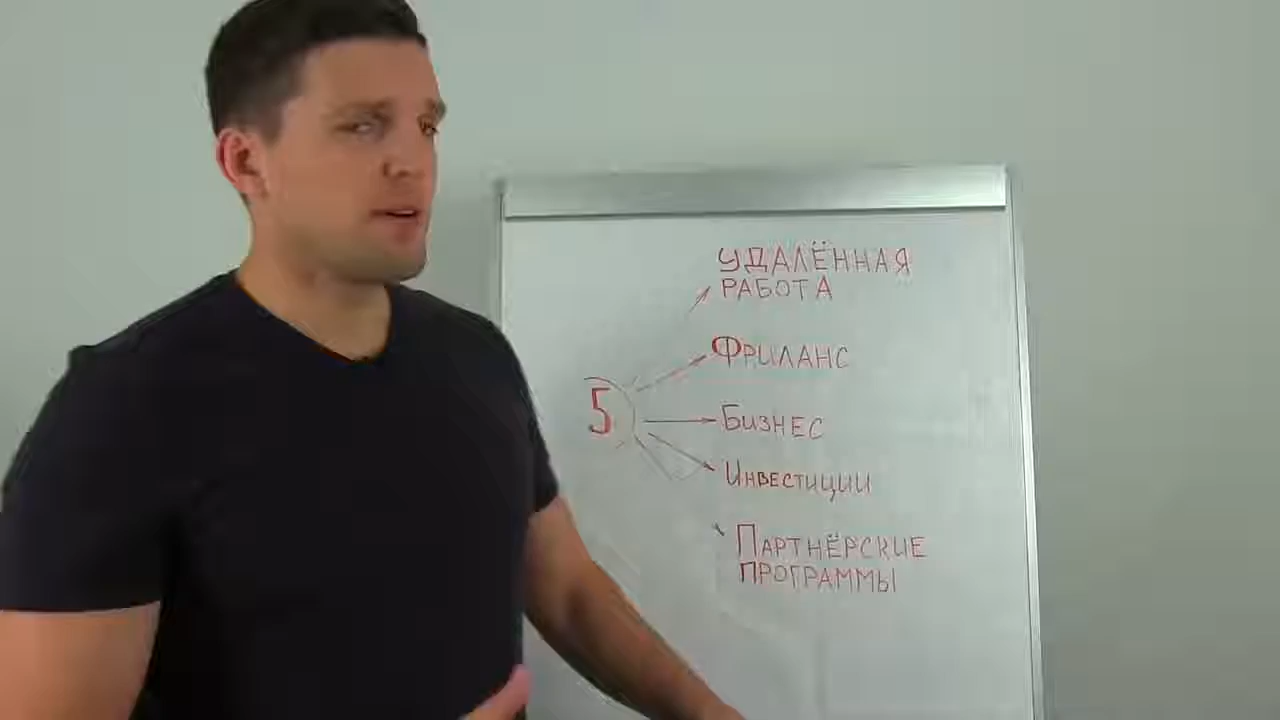 УДАЛЁННАЯ
РАБОТА
ФРИЛАНС
5
БИЗНЕС
ИНВЕСТИЦИИ
ПАРТНЁРСКИЕ
ПРОГРАММЫ